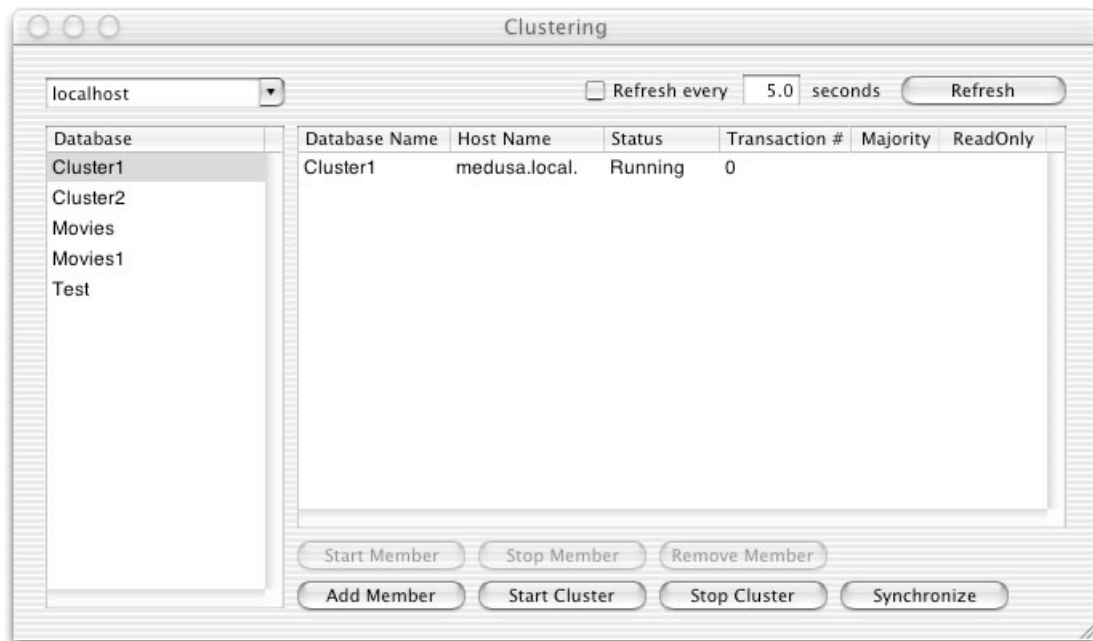 Clustering
localhost
Refresh every 5.0 seconds Refresh
Database
Cluster1
Cluster2
Movies
Movies1
Test
Database Name Host Name Status Transaction # Majority ReadOnly
Cluster1 medusa.local. Running 0
Start Member Stop Member Remove Member
Add Member Start Cluster Stop Cluster Synchronize